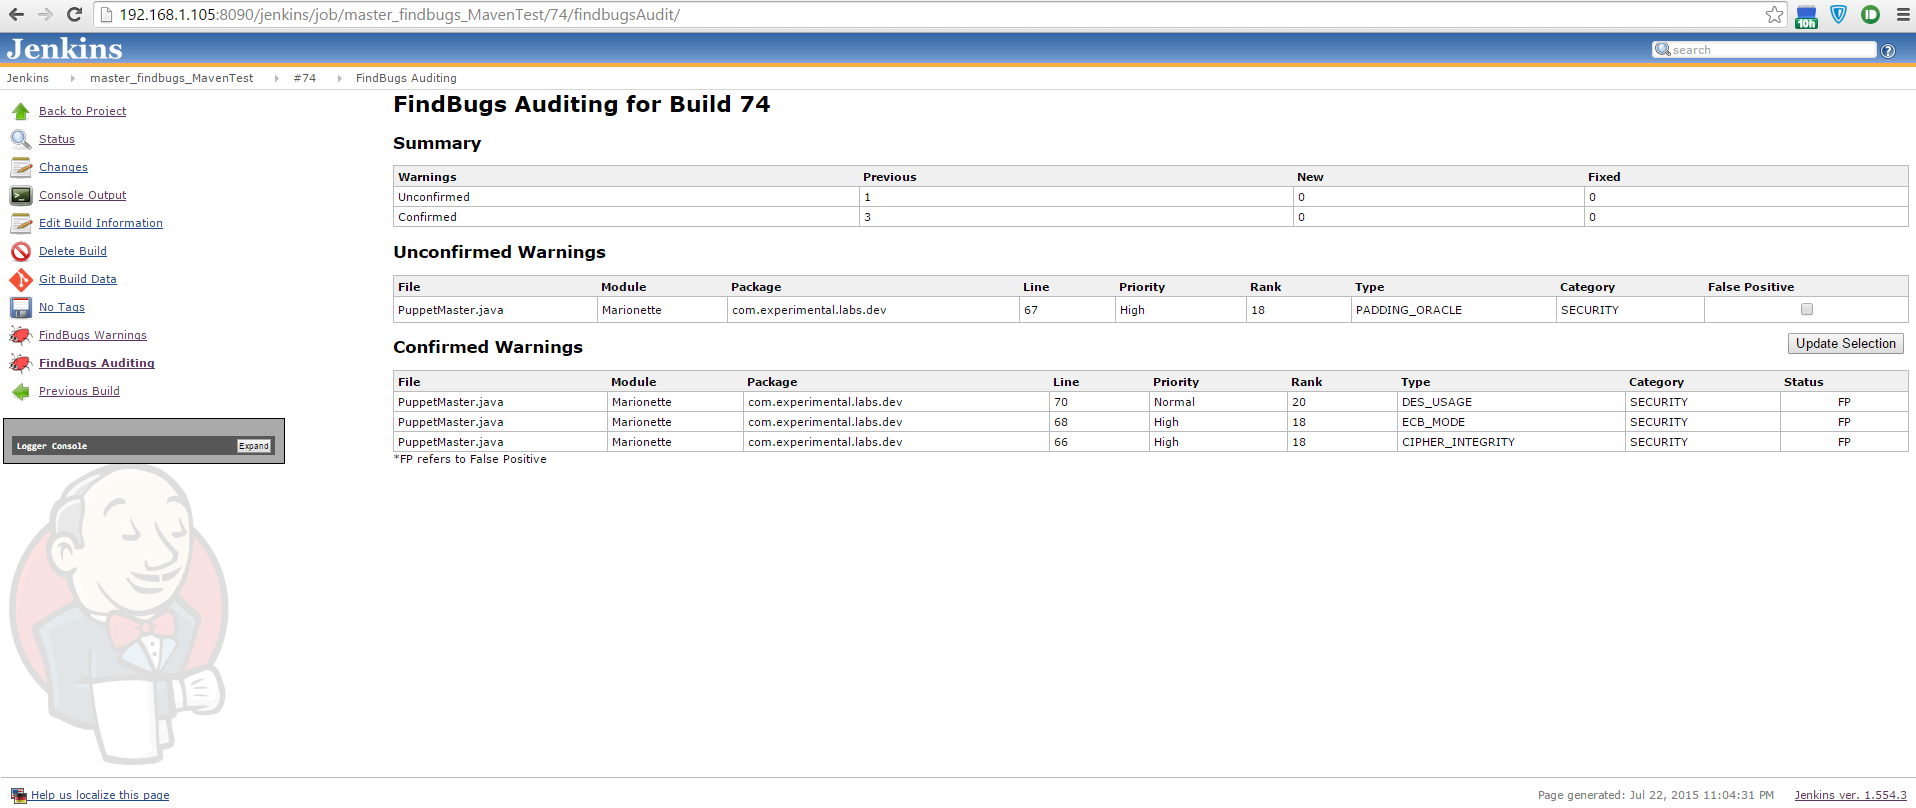 192.168.1.105:8090/jenkins/job/master_findbugs_MavenTest/74/findbugsAudit/
10h
Jenkins
search
Jenkins master_findbugs_MavenTest #74 FindBugs Auditing
Back to Project
Status
Changes
Console Output
Edit Build Information
Delete Build
Git Build Data
No Tags
FindBugs Warnings
FindBugs Auditing
Previous Build
Logger Console Expand
FindBugs Auditing for Build 74
Summary
Warnings Previous New Fixed
Unconfirmed 1 0 0
Confirmed 3 0 0
Unconfirmed Warnings
File Module Package Line Priority Rank Type Category False Positive
PuppetMaster.java Marionette com.experimental.labs.dev 67 High 18 PADDING_ORACLE SECURITY
Update Selection
Confirmed Warnings
File Module Package Line Priority Rank Type Category Status
PuppetMaster.java Marionette com.experimental.labs.dev 70 Normal 20 DES_USAGE SECURITY FP
PuppetMaster.java Marionette com.experimental.labs.dev 68 High 18 ECB_MODE SECURITY FP
PuppetMaster.java Marionette com.experimental.labs.dev 66 High 18 CIPHER_INTEGRITY SECURITY FP
*FP refers to False Positive
Help us localize this page
Page generated: Jul 22, 2015 11:04:31 PM Jenkins ver. 1.554.3